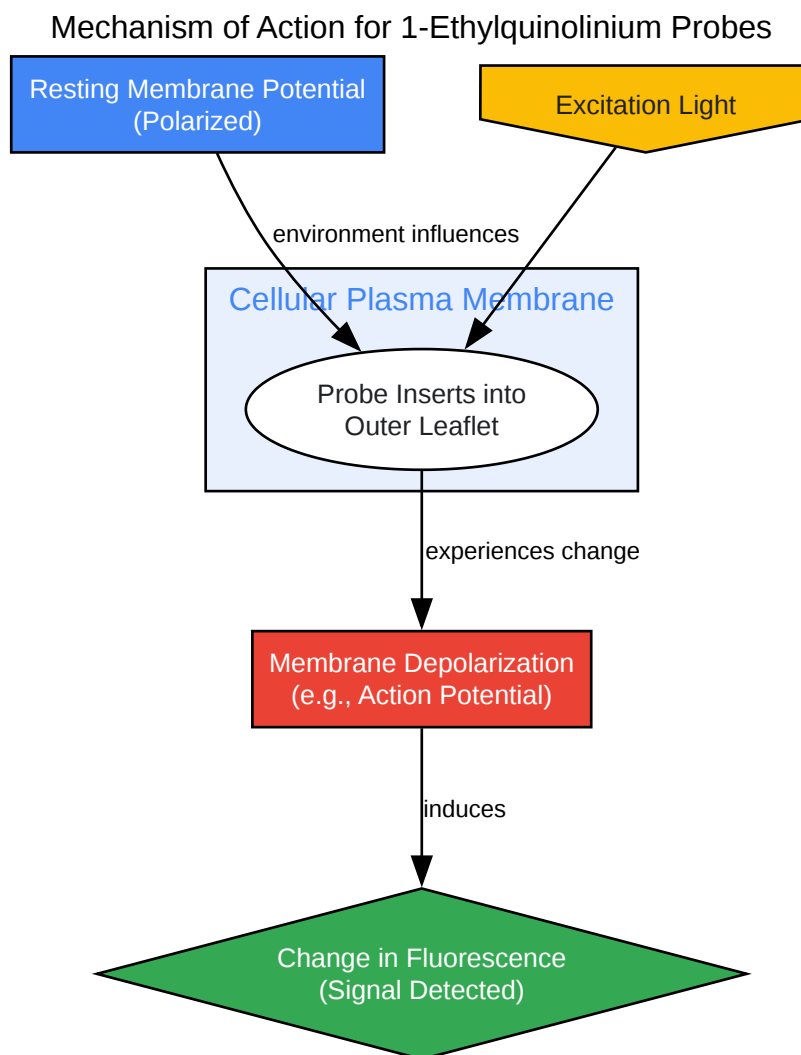 Mechanism of Action for 1-Ethylquinolinium Probes
Resting Membrane Potential
(Polarized)
Excitation Light
environment influences
Cellular Plasma Membrane
Probe Inserts into
Outer Leaflet
experiences change
Membrane Depolarization
(e.g., Action Potential)
induces
Change in Fluorescence
(Signal Detected)